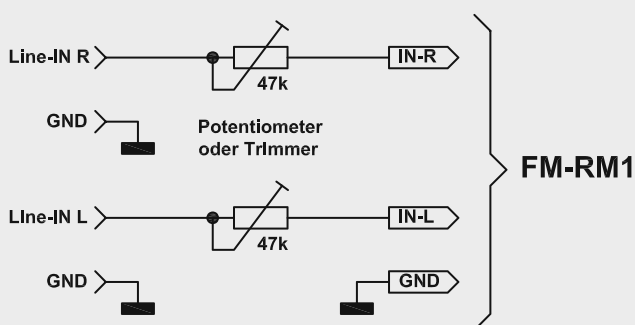 Line-IN R
IN-R
47k
GND
Potentiometer
oder TrImmer
FM-RM1
LIne-IN L
IN-L
47k
GND
GND